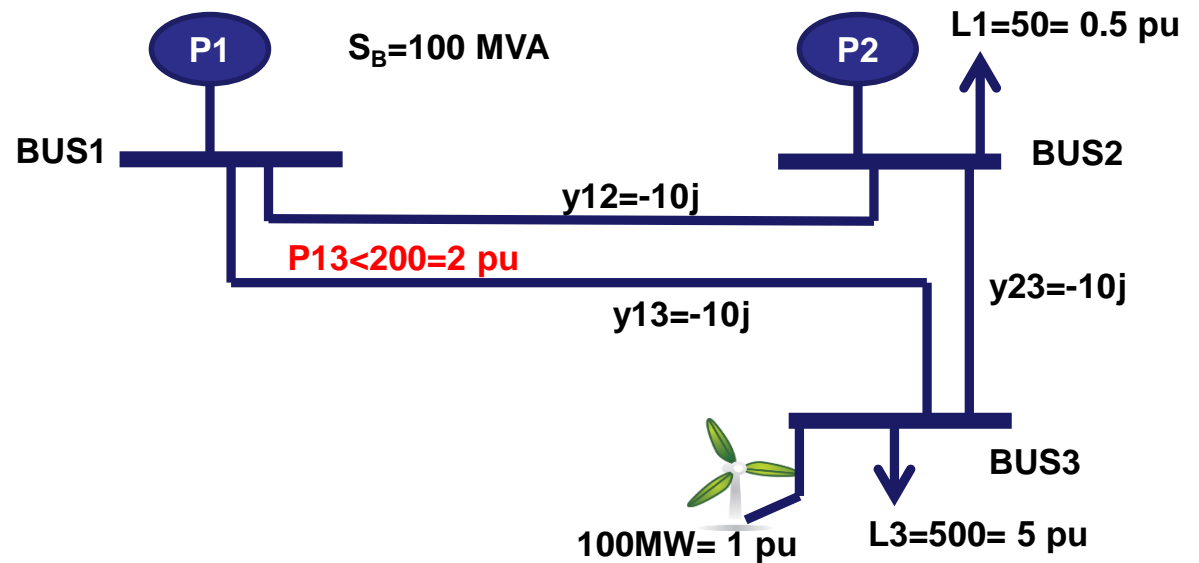 P1
S_B=100 MVA
P2
L1=50= 0.5 pu
BUS1
BUS2
y12=-10j
P13<200=2 pu
y13=-10j
y23=-10j
BUS3
100MW= 1 pu
L3=500= 5 pu